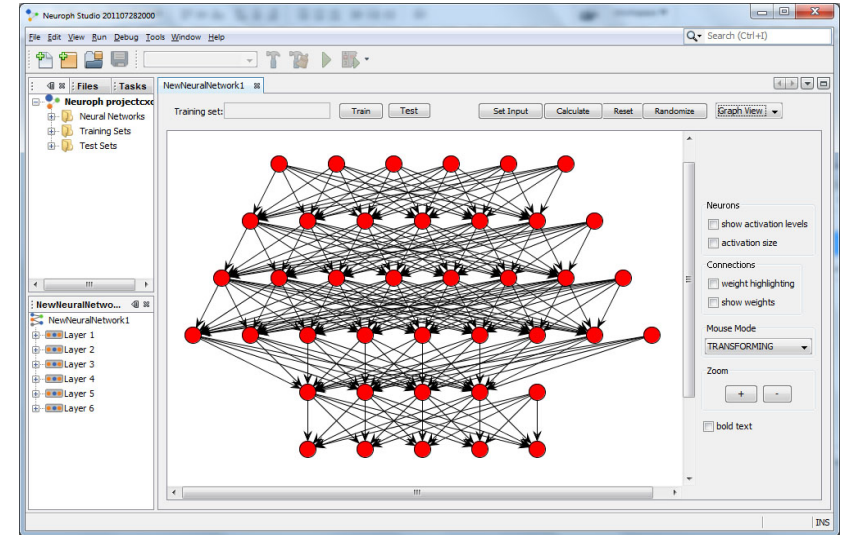 Neuroph Studio 201107282000
File Edit View Run Debug Tools Window Help
Search (Ctrl+I)
Files Tasks
NewNeuralNetwork1
Neuroph projectcxc
Neural Networks
Training Sets
Test Sets
Training set: Train Test Set Input Calculate Reset Randomize Graph View
Neurons
show activation levels
activation size
Connections
weight highlighting
show weights
Mouse Mode
TRANSFORMING
Zoom
+ -
bold text
NewNeuralNetwo...
NewNeuralNetwork1
Layer 1
Layer 2
Layer 3
Layer 4
Layer 5
Layer 6
INS